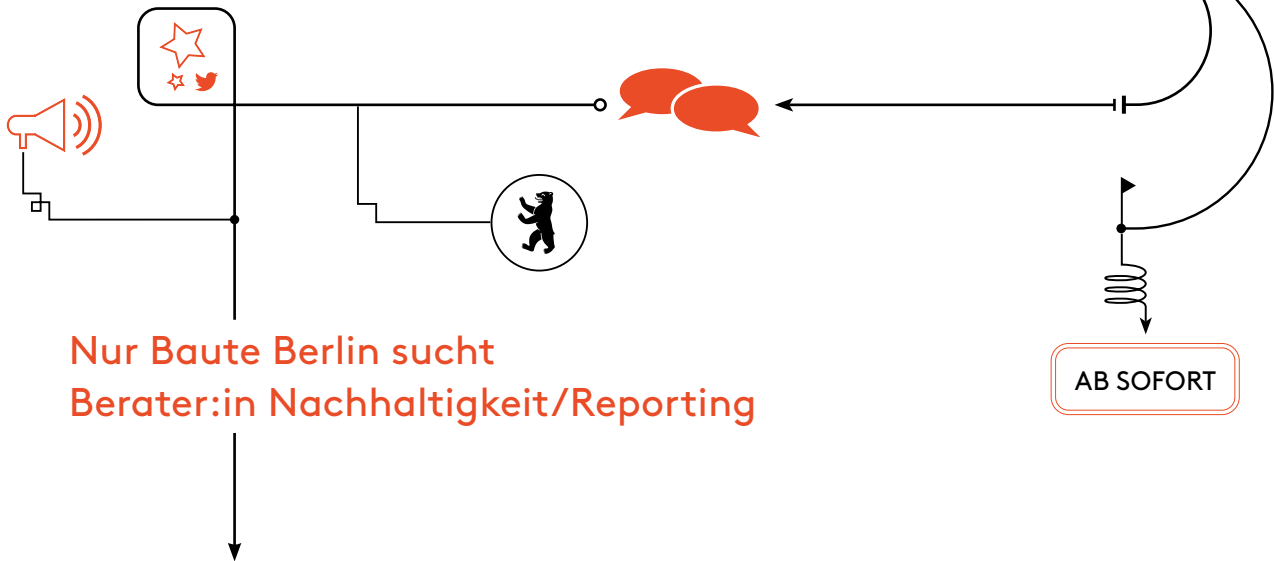 Nur Baute Berlin sucht
Berater:in Nachhaltigkeit/Reporting
AB SOFORT